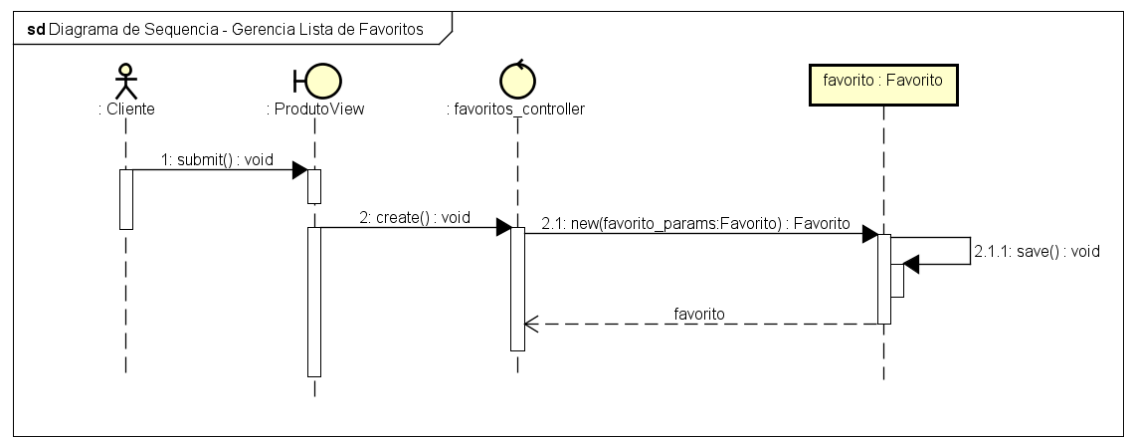 sd Diagrama de Sequencia - Gerencia Lista de Favoritos
: Cliente
: ProdutoView
: favoritos_controller
favorito : Favorito
1: submit() : void
2: create() : void
2.1: new(favorito_params:Favorito) : Favorito
2.1.1: save() : void
favorito